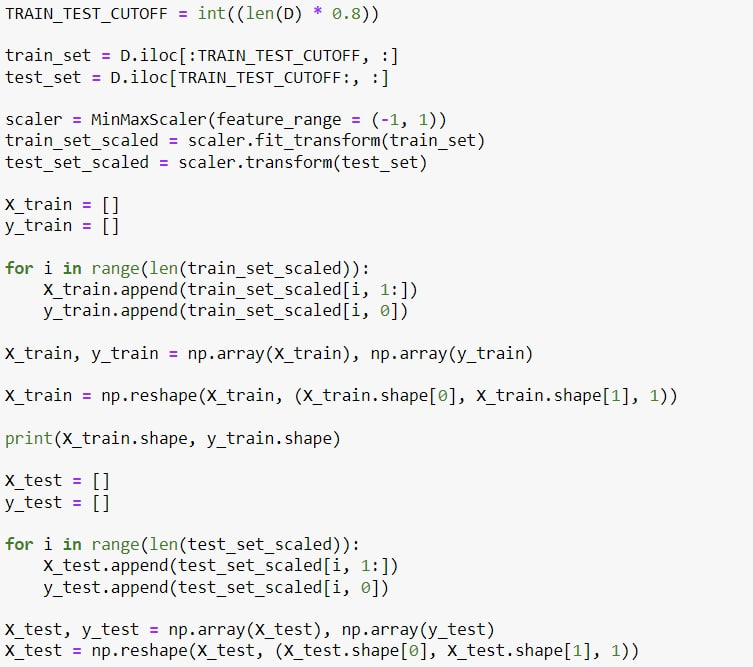 TRAIN_TEST_CUTOFF = int((len(D) * 0.8))
train_set = D.iloc[:TRAIN_TEST_CUTOFF, :]
test_set = D.iloc[TRAIN_TEST_CUTOFF:, :]
scaler = MinMaxScaler(feature_range = (-1, 1))
train_set_scaled = scaler.fit_transform(train_set)
test_set_scaled = scaler.transform(test_set)
X_train = []
y_train = []
for i in range(len(train_set_scaled)):
    X_train.append(train_set_scaled[i, 1:])
    y_train.append(train_set_scaled[i, 0])
X_train, y_train = np.array(X_train), np.array(y_train)
X_train = np.reshape(X_train, (X_train.shape[0], X_train.shape[1], 1))
print(X_train.shape, y_train.shape)
X_test = []
y_test = []
for i in range(len(test_set_scaled)):
    X_test.append(test_set_scaled[i, 1:])
    y_test.append(test_set_scaled[i, 0])
X_test, y_test = np.array(X_test), np.array(y_test)
X_test = np.reshape(X_test, (X_test.shape[0], X_test.shape[1], 1))